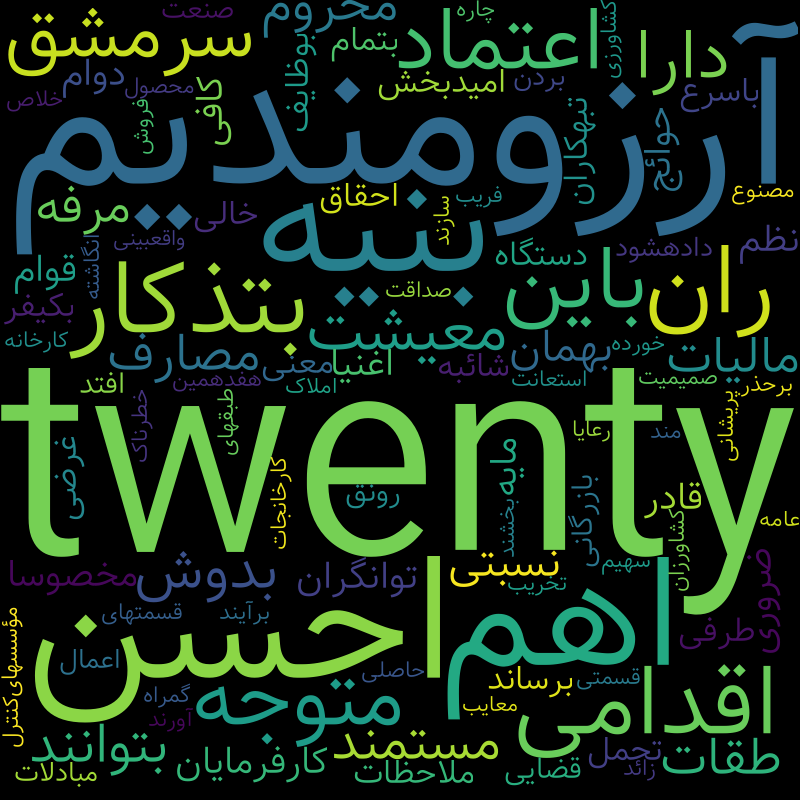 صنعت
محروم
چاره
کشاورزی
سرمشق
بوظایف
بتمام
اعتماد
دارا
آرزومندیم
دوام
محصول
خلاص
فروش
کافی
امیدبخش
بردن
باسرع
تبهکاران
حوائج
مصنوع
مرفه
خالی
احقاق
سازند
فریب
بنیه
واقعبینی
انگاشته
قوام
بتذکار
دستگاه
دادهشود
نظم
باین
ران
صداقت
بکیفر
کارخانه
معیشت
مصارف
معنی
اغنیا
شائبه
بهمان
خورده
مالیات
افتد
هفدهمین
املاک
استعانت
صمیمیت
برحذر
خطرناک
طبقهای
پریشانی
twenty
رعایا
مند
غرضی
کارخانجات
رونق
مایه
بخشند
بازرگانی
قادر
کشاورزان
عامه
مخصوسا
بدوش
توانگران
نسبتی
تخریب
سهیم
ضروری
طرفی
قسمتهای
برآیند
احسن
اهم
مؤسسهای
کنترل
اعمال
گمراه
آورند
متوجه
حاصلی
معایب
برساند
قسمتی
اقدامی
بتوانند
مبادلات
کارفرمایان
مستمند
ملاحظات
قضایی
تحمل
زائد
طقات